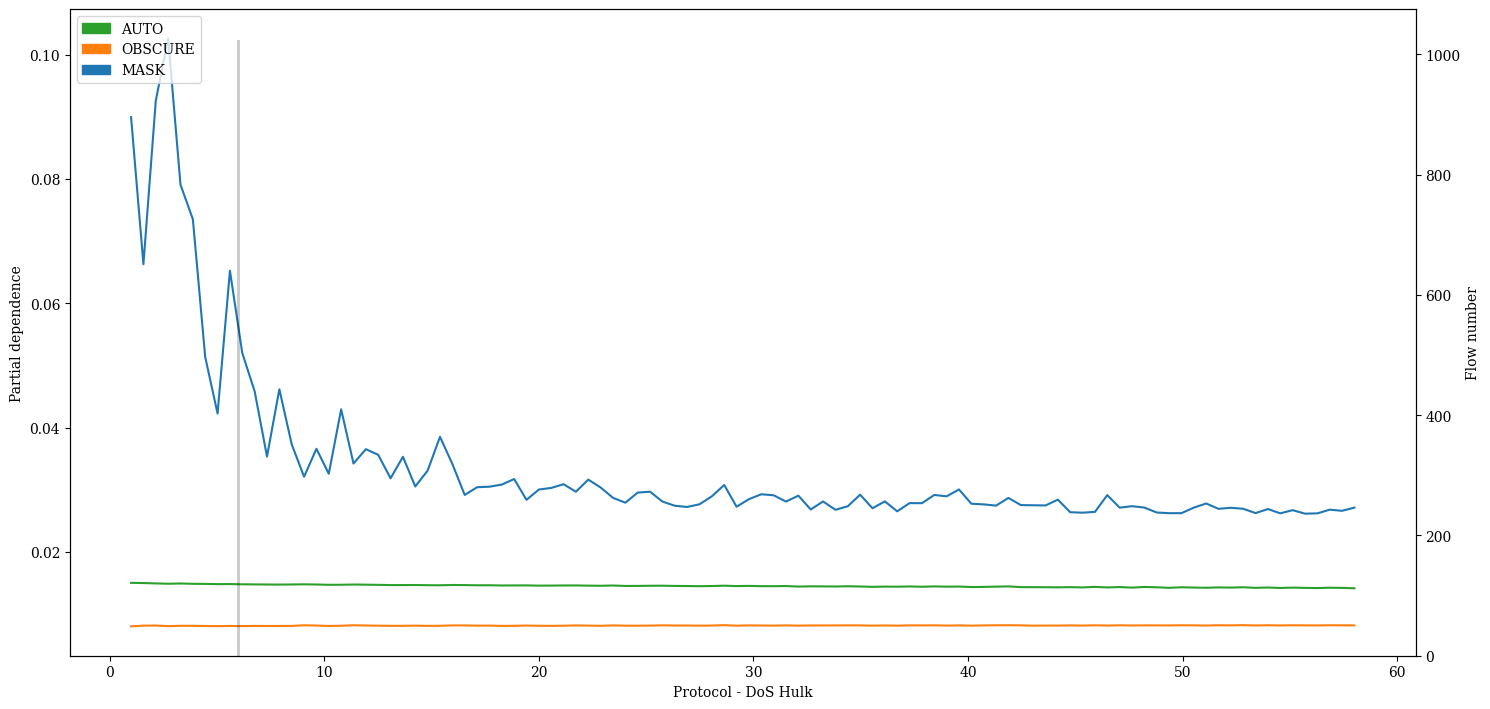 AUTO
OBSCURE
MASK
0.10
0.08
0.06
0.04
0.02
Partial dependence
1000
800
600
400
200
0
Flow number
0 10 20 30 40 50 60
Protocol - DoS Hulk